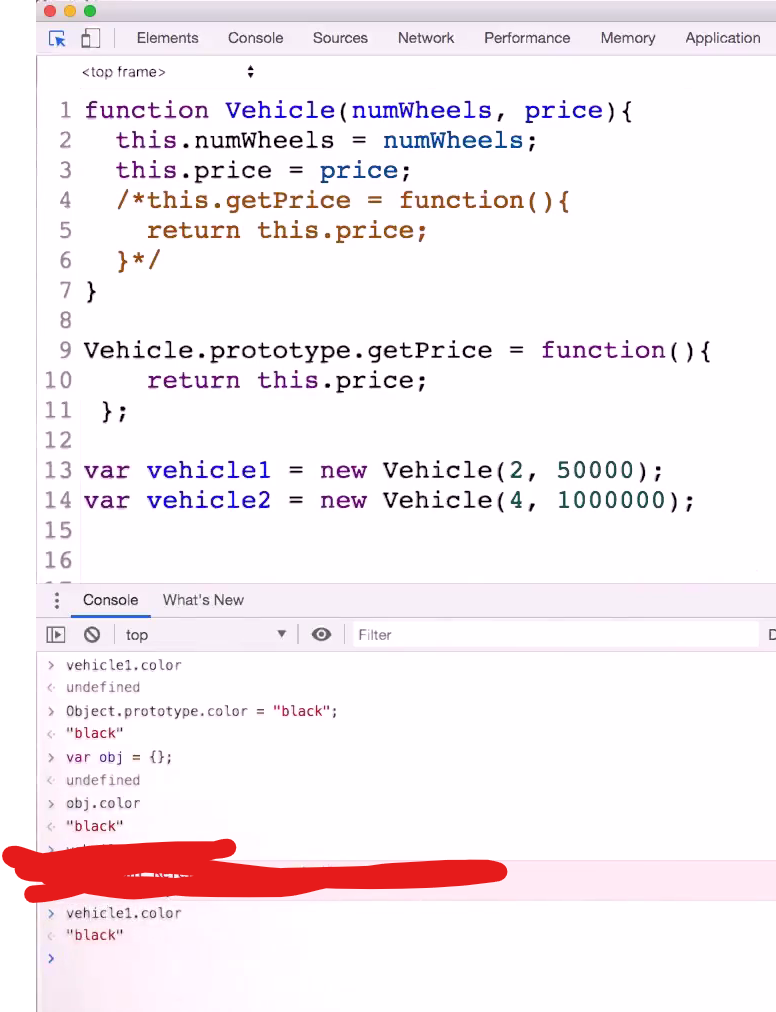 Elements Console Sources Network Performance Memory Application
<top frame>
1 function Vehicle(numWheels, price){
2 this.numWheels = numWheels;
3 this.price = price;
4 /*this.getPrice = function(){
5 return this.price;
6 }*/
7 }
8
9 Vehicle.prototype.getPrice = function(){
10 return this.price;
11 };
12
13 var vehicle1 = new Vehicle(2, 50000);
14 var vehicle2 = new Vehicle(4, 1000000);
15
16
Console What's New
top Filter
> vehicle1.color
< undefined
> Object.prototype.color = "black";
< "black"
> var obj = {};
< undefined
> obj.color
< "black"
> vehicle1.color
< "black"
>